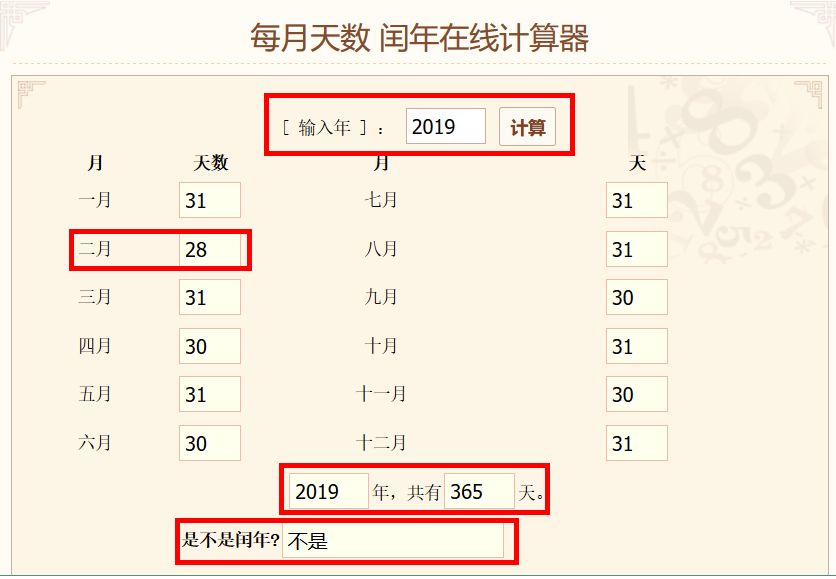 每月天数 闰年在线计算器
[ 输入年 ] : 2019 计算
月 天数 月 天
一月 31 七月 31
二月 28 八月 31
三月 31 九月 30
四月 30 十月 31
五月 31 十一月 30
六月 30 十二月 31
2019 年，共有 365 天。
是不是闰年? 不是